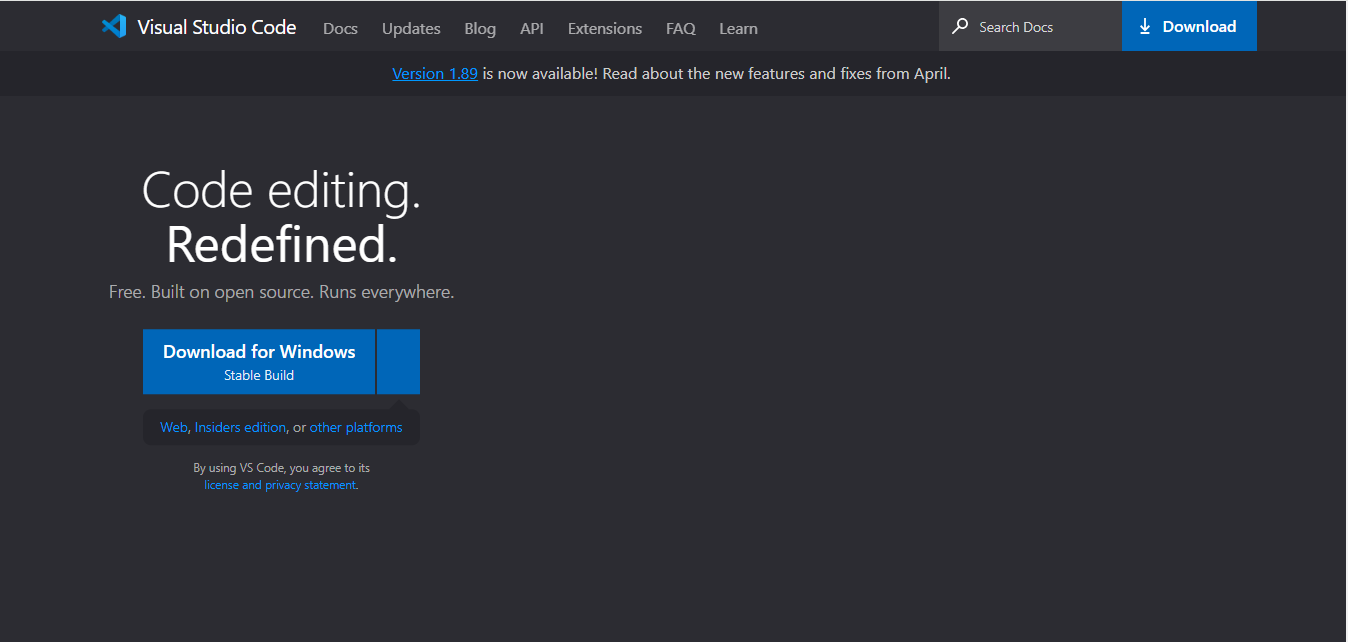 Visual Studio Code Docs Updates Blog API Extensions FAQ Learn Search Docs Download
Version 1.89 is now available! Read about the new features and fixes from April.
Code editing.
Redefined.
Free. Built on open source. Runs everywhere.
Download for Windows
Stable Build
Web, Insiders edition, or other platforms
By using VS Code, you agree to its
license and privacy statement.